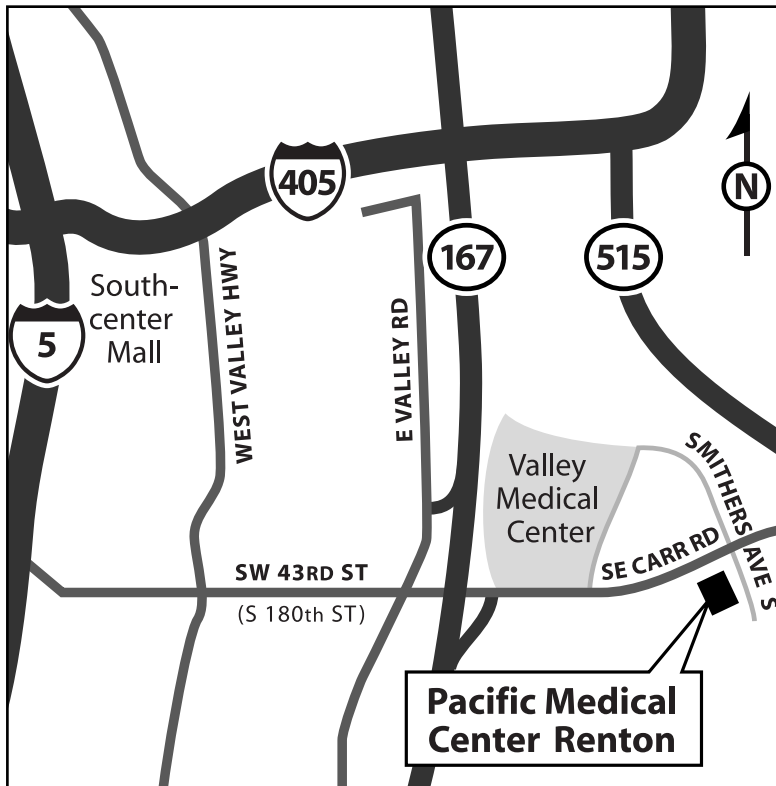 405
N
167
515
South-
center
Mall
5
WEST VALLEY HWY
E VALLEY RD
Valley
Medical
Center
SMITHERS AVE S
SE CARR RD
SW 43RD ST
(S 180th ST)
Pacific Medical
Center Renton